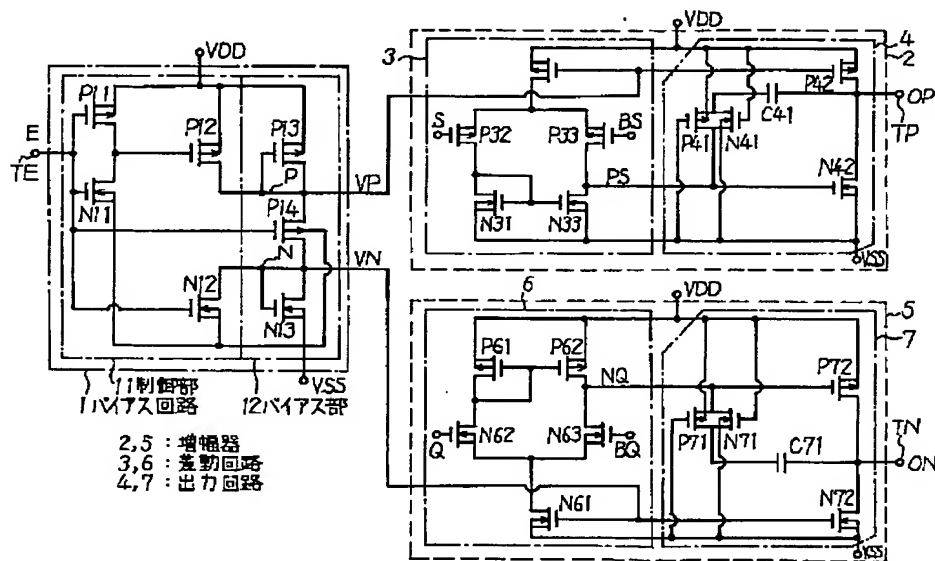 VDD
P11
P12
P13
E
TE
P
VP
N11
P14
N
VN
N12
N13
VSS
11制御部
1バイアス回路
12バイアス部
2,5:増幅器
3,6:差動回路
4,7:出力回路
VDD
3
4
2
P42
OP
TP
C41
S
P32
P33
BS
P41
N41
PS
N42
N31
N33
VSS
6
VDD
5
7
P61
P62
NQ
P72
Q
N62
N63
BQ
P71
N71
C71
TN
ON
N61
N72
VSS